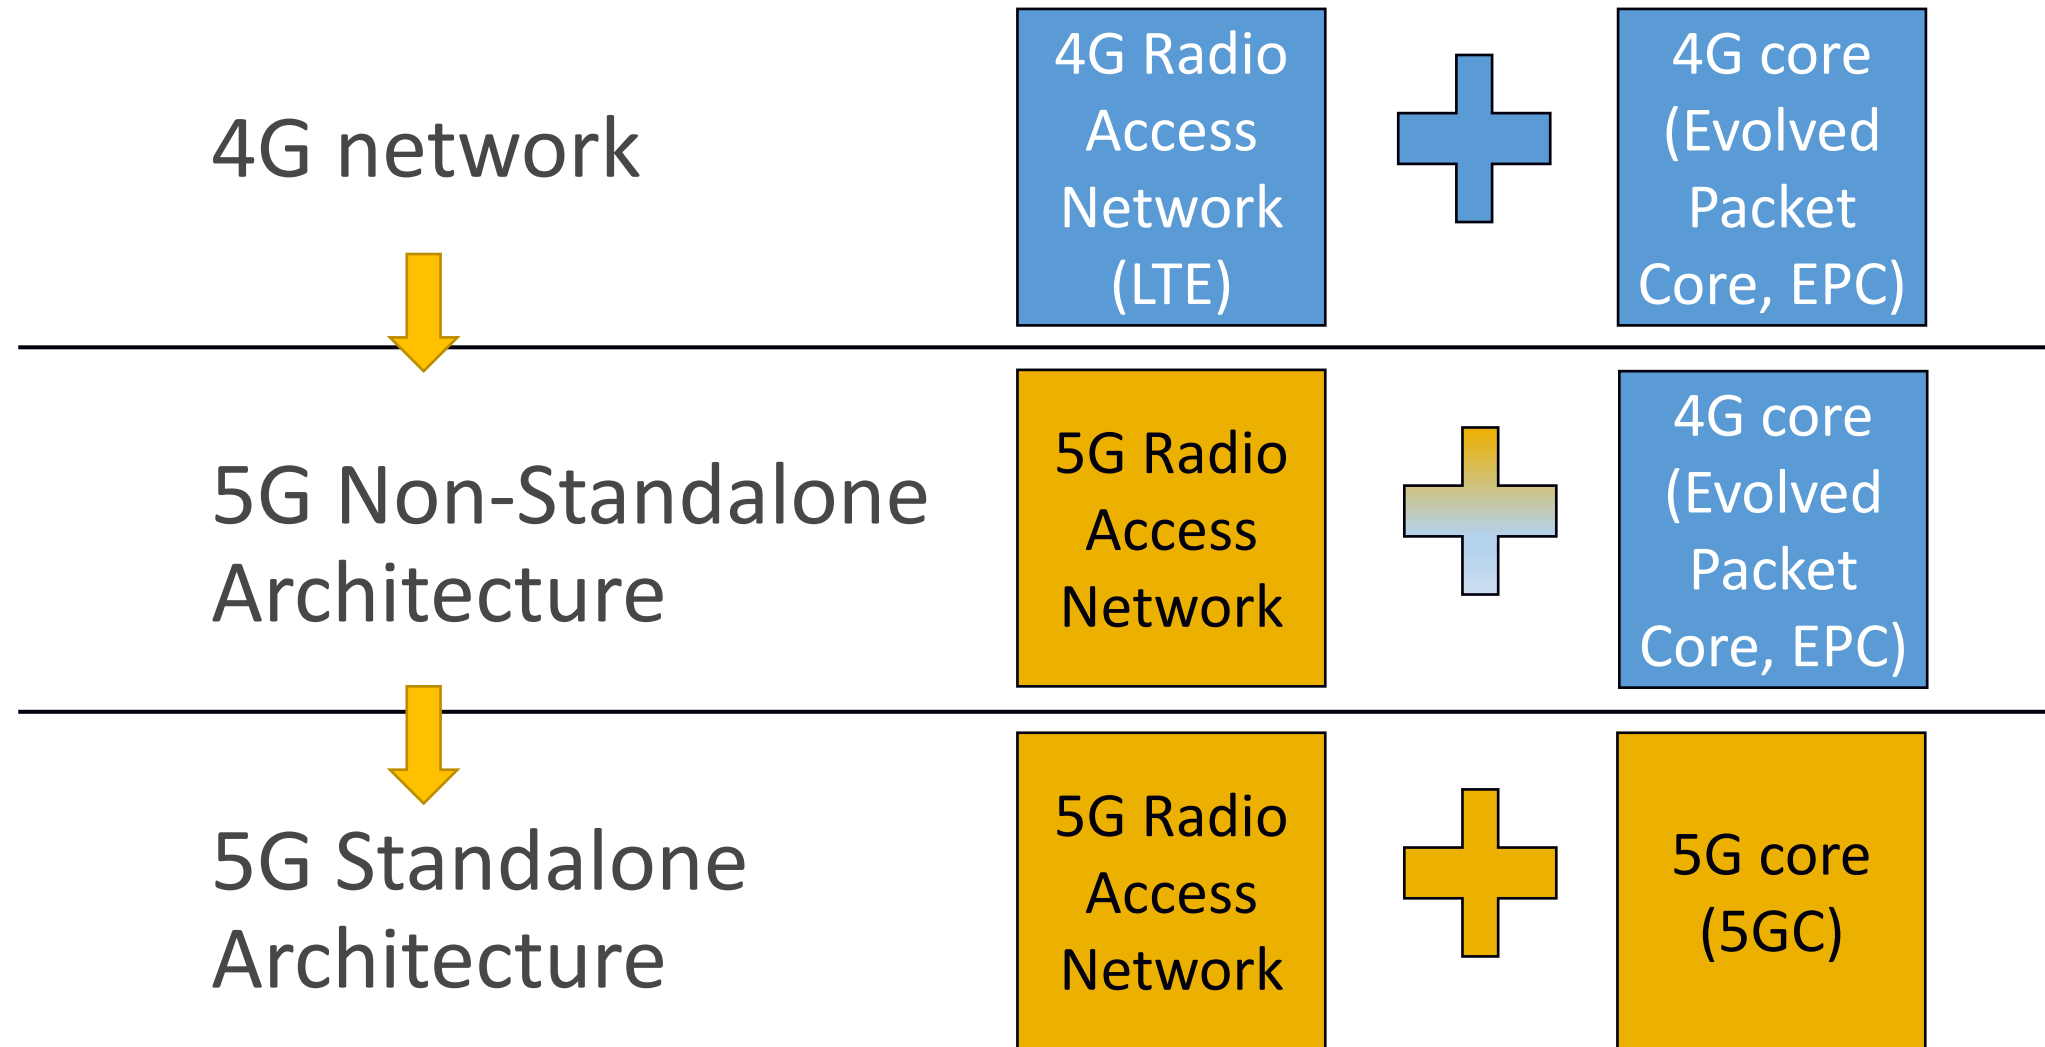 4G network
4G Radio
Access
Network
(LTE)
4G core
(Evolved
Packet
Core, EPC)
5G Non-Standalone
Architecture
5G Radio
Access
Network
4G core
(Evolved
Packet
Core, EPC)
5G Standalone
Architecture
5G Radio
Access
Network
5G core
(5GC)